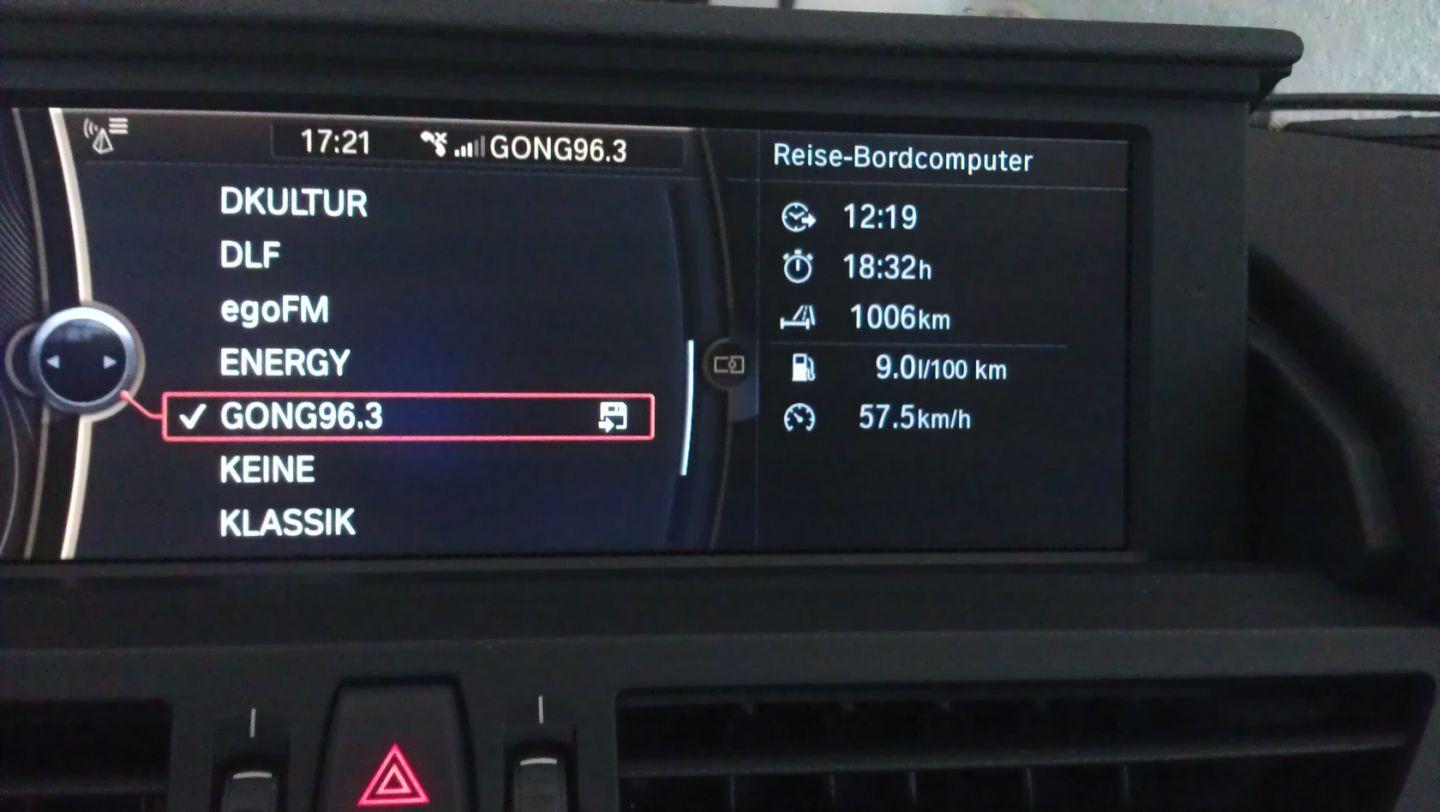 17:21 GONG96.3
DKULTUR
DLF
egoFM
ENERGY
GONG96.3
KEINE
KLASSIK
Reise-Bordcomputer
12:19
18:32h
1006km
9.0l/100 km
57.5km/h